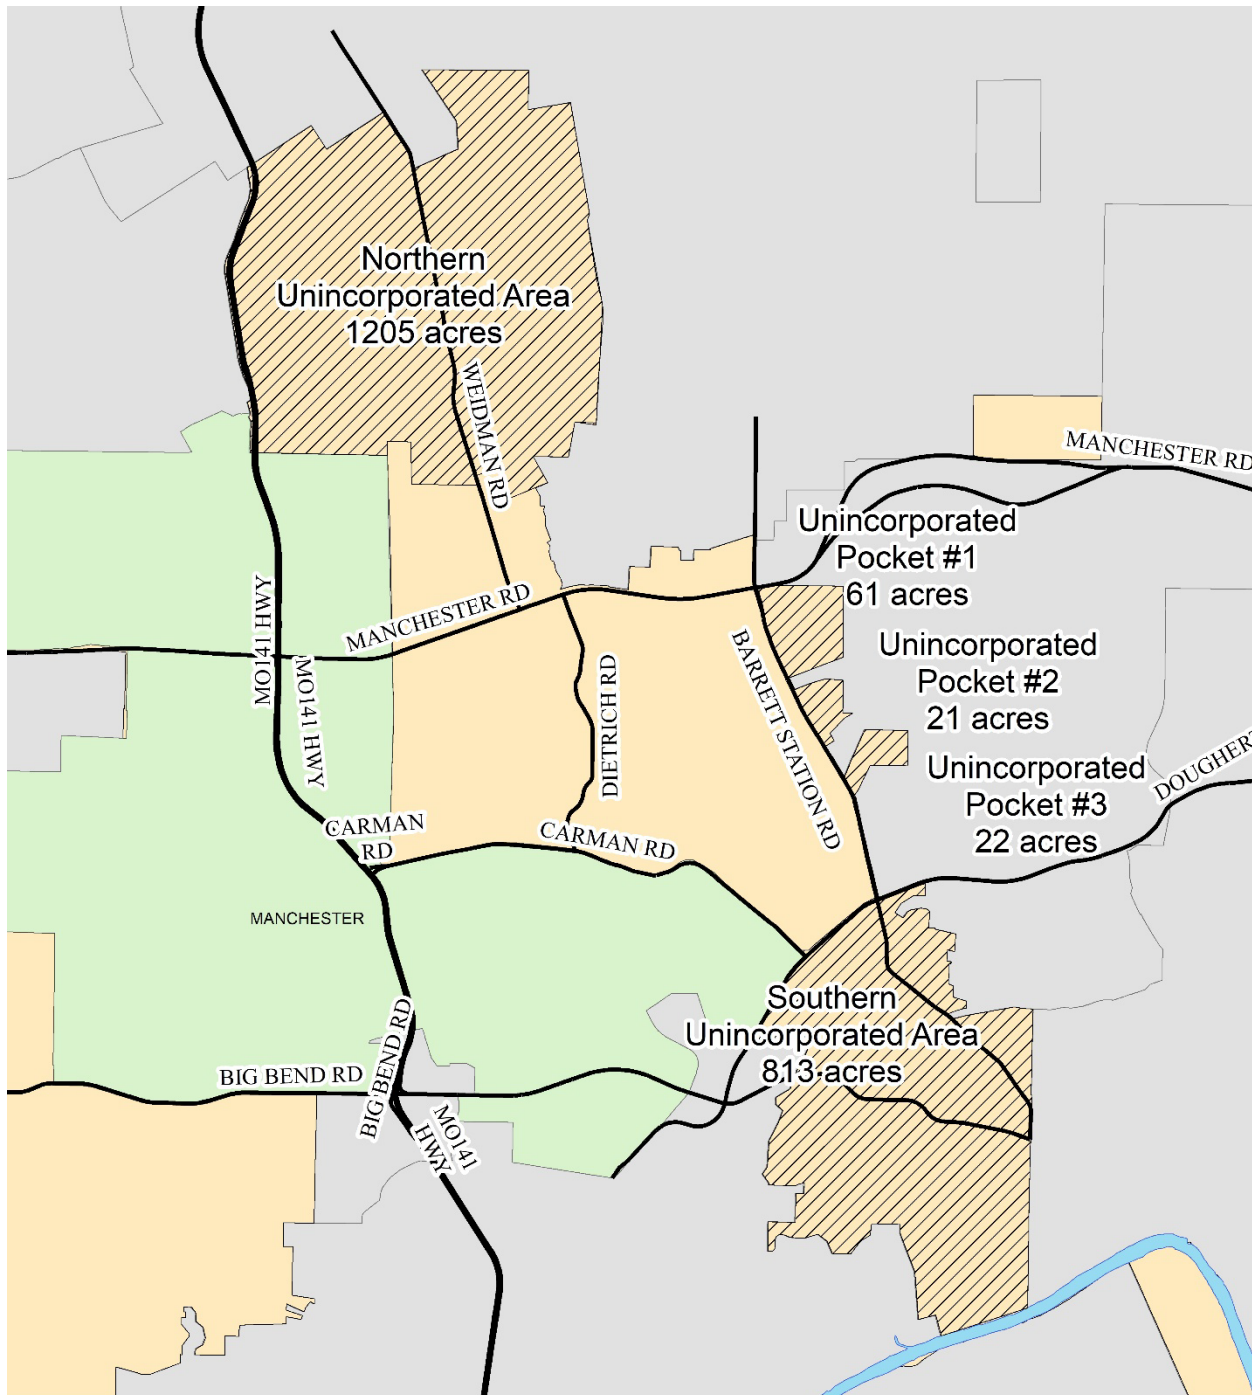 Northern
Unincorporated Area
1205 acres
WEIDMAN RD
MANCHESTER RD
Unincorporated
Pocket #1
61 acres
MO141 HWY
MANCHESTER RD
MO141 HWY
DIETRICH RD
BARRETT STATION RD
Unincorporated
Pocket #2
21 acres
Unincorporated
Pocket #3
22 acres
DOUGHERT
CARMAN
RD
CARMAN RD
MANCHESTER
Southern
Unincorporated Area
813 acres
BIG BEND RD
BIG BEND RD
MO141
HWY